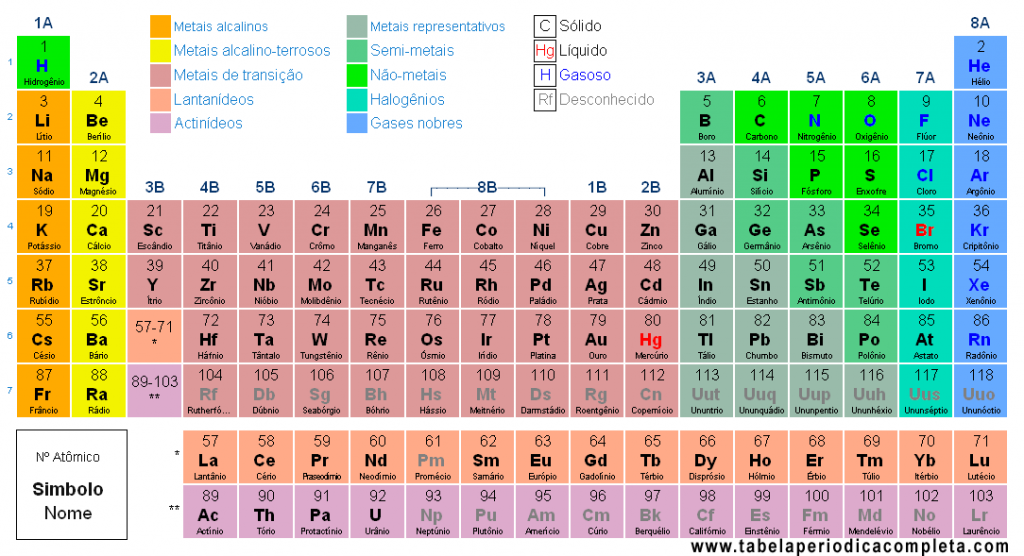 1A 8A
Metais alcalinos Metais representativos C Sólido
Metais alcalino-terrosos Semi-metais Hg Líquido
Metais de transição Não-metais H Gasoso
Lantanídeos Halogênios Rf Desconhecido
Actinídeos Gases nobres
1 2
1 H He
Hidrogênio Hélio
2A 3A 4A 5A 6A 7A
3 4 5 6 7 8 9 10
2 Li Be B C N O F Ne
Lítio Berílio Boro Carbono Nitrogênio Oxigênio Flúor Neônio
11 12 13 14 15 16 17 18
3 Na Mg Al Si P S Cl Ar
Sódio Magnésio Alumínio Silício Fósforo Enxofre Cloro Argônio
3B 4B 5B 6B 7B 8B 1B 2B
19 20 21 22 23 24 25 26 27 28 29 30 31 32 33 34 35 36
4 K Ca Sc Ti V Cr Mn Fe Co Ni Cu Zn Ga Ge As Se Br Kr
Potássio Cálcio Escândio Titânio Vanádio Crômo Manganês Ferro Cobalto Níquel Cobre Zinco Gálio Germânio Arsênio Selênio Bromo Criptônio
37 38 39 40 41 42 43 44 45 46 47 48 49 50 51 52 53 54
5 Rb Sr Y Zr Nb Mo Tc Ru Rh Pd Ag Cd In Sn Sb Te I Xe
Rubídio Estrôncio Ítrio Zircônio Nióbio Molibdênio Tecnécio Rutênio Ródio Paládio Prata Cádmio Índio Estanho Antimônio Telúrio Iodo Xenônio
55 56 57-71 72 73 74 75 76 77 78 79 80 81 82 83 84 85 86
6 Cs Ba * Hf Ta W Re Os Ir Pt Au Hg Tl Pb Bi Po At Rn
Césio Bário Háfnio Tântalo Tungstênio Rênio Ósmio Irídio Platina Ouro Mercúrio Tálio Chumbo Bismuto Polônio Astato Radônio
87 88 89-103 104 105 106 107 108 109 110 111 112 113 114 115 116 117 118
7 Fr Ra ** Rf Db Sg Bh Hs Mt Ds Rg Cn Uut Uuq Uup Uuh Uus Uuo
Frâncio Rádio Rutherfó... Dúbnio Seabórgio Bóhrio Hássio Meitnério Darmstádio Roentgênio Copernício Ununtrio Ununquádio Ununpentio Ununhéxio Ununséptio Ununóctio
57 58 59 60 61 62 63 64 65 66 67 68 69 70 71
* La Ce Pr Nd Pm Sm Eu Gd Tb Dy Ho Er Tm Yb Lu
Lantânio Cério Praseodímio Neodímio Promécio Samário Európio Gadolínio Térbio Disprósio Hólmio Érbio Túlio Itérbio Lutécio
89 90 91 92 93 94 95 96 97 98 99 100 101 102 103
** Ac Th Pa U Np Pu Am Cm Bk Cf Es Fm Md No Lr
Actínio Tório Protactínio Urânio Neptúnio Plutônio Amerício Cúrio Berquélio Califórnio Einstênio Férmio Mendelévio Nobélio Laurêncio
Nº Atômico
Simbolo
Nome
www.tabelaperiodicacompleta.com